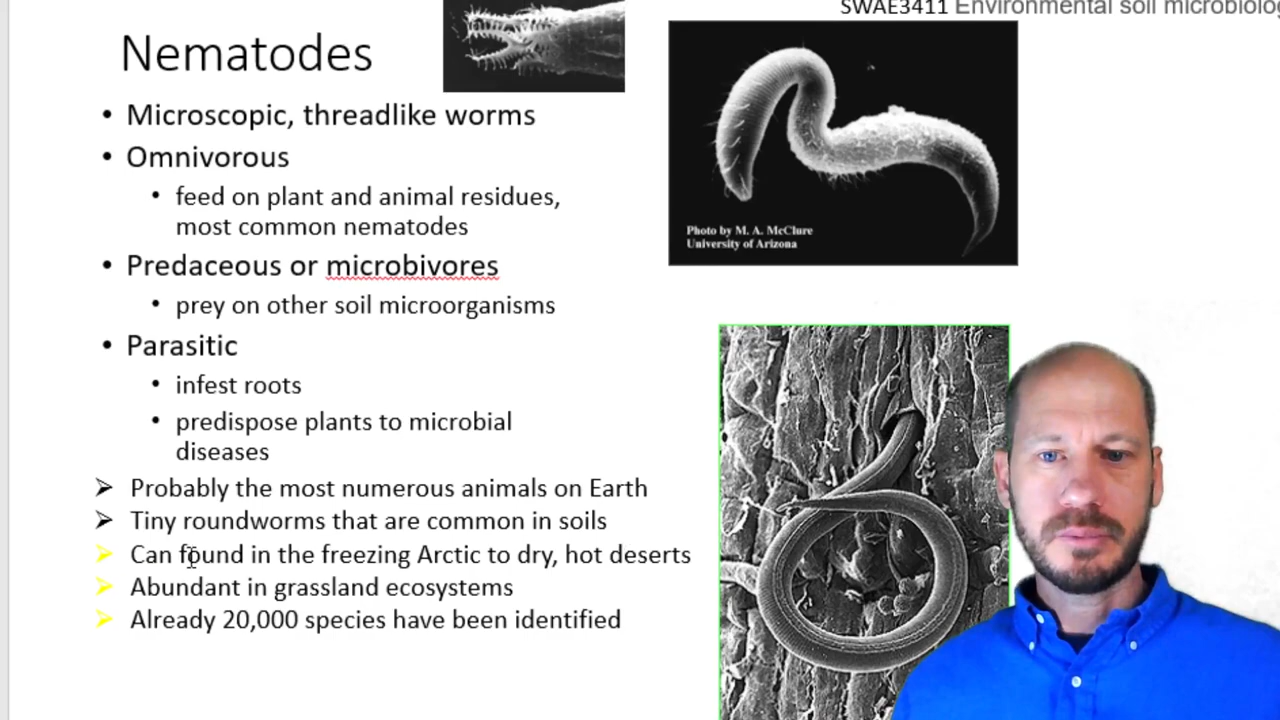 SWAE3411 Environmental soil
Nematodes
• Microscopic, threadlike worms
• Omnivorous
• feed on plant and animal residues,
most common nematodes
• Predaceous or microbivores
• prey on other soil microorganisms
• Parasitic
• infest roots
• predispose plants to microbial
diseases
➢ Probably the most numerous animals on Earth
➢ Tiny roundworms that are common in soils
➢ Can found in the freezing Arctic to dry, hot deserts
➢ Abundant in grassland ecosystems
➢ Already 20,000 species have been identified
Photo by M. A. McClure
University of Arizona